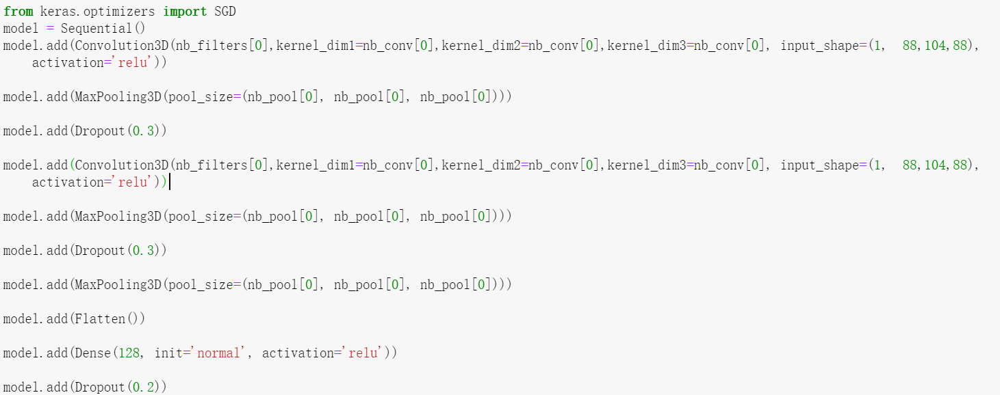 from keras.optimizers import SGD
model = Sequential()
model.add(Convolution3D(nb_filters[0],kernel_dim1=nb_conv[0],kernel_dim2=nb_conv[0],kernel_dim3=nb_conv[0], input_shape=(1,  88,104,88),
    activation='relu'))
model.add(MaxPooling3D(pool_size=(nb_pool[0], nb_pool[0], nb_pool[0])))
model.add(Dropout(0.3))
model.add(Convolution3D(nb_filters[0],kernel_dim1=nb_conv[0],kernel_dim2=nb_conv[0],kernel_dim3=nb_conv[0], input_shape=(1,  88,104,88),
    activation='relu'))
model.add(MaxPooling3D(pool_size=(nb_pool[0], nb_pool[0], nb_pool[0])))
model.add(Dropout(0.3))
model.add(MaxPooling3D(pool_size=(nb_pool[0], nb_pool[0], nb_pool[0])))
model.add(Flatten())
model.add(Dense(128, init='normal', activation='relu'))
model.add(Dropout(0.2))